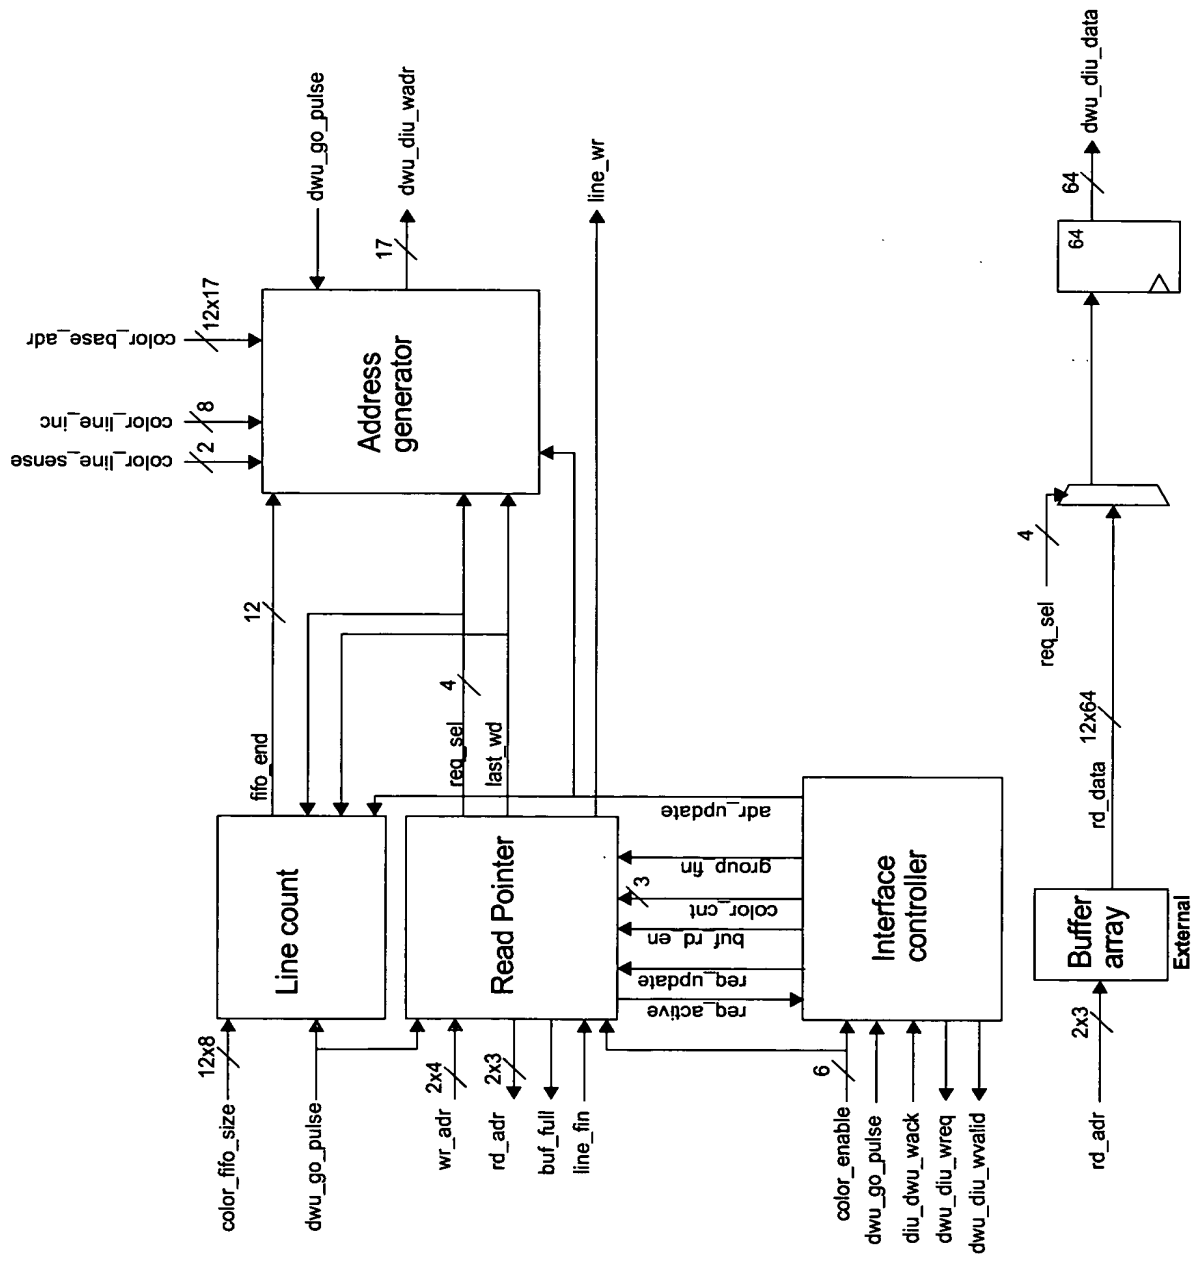 color_fifo_size
12x8
dwu_go_pulse
wr_adr
2x4
rd_adr
2x3
buf_full
line_fin
color_enable
6
dwu_go_pulse
diu_dwu_wack
dwu_diu_wreq
dwu_diu_wvalid
rd_adr
2x3
Line count
Read Pointer
req_active
req_update
buf_rd_en
color_cnt
3
group_fin
adr_update
Interface
controller
Buffer
array
External
fifo_end
12
req_sel
4
last_wd
rd_data
12x64
req_sel
4
color_line_sense
2
color_line_inc
8
color_base_adr
12x17
Address
generator
dwu_go_pulse
17
dwu_diu_wadr
line_wr
64
64
dwu_diu_data